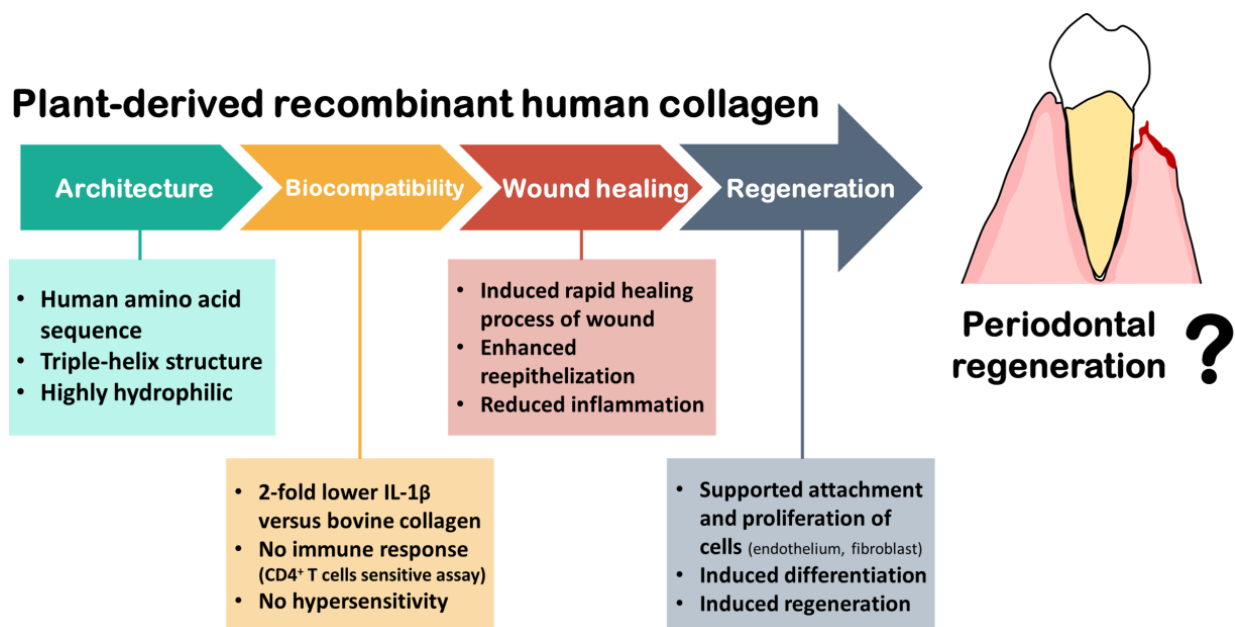 Plant-derived recombinant human collagen
Architecture
Biocompatibility
Wound healing
Regeneration
• Human amino acid
sequence
• Triple-helix structure
• Highly hydrophilic
• 2-fold lower IL-1β
versus bovine collagen
• No immune response
(CD4⁺ T cells sensitive assay)
• No hypersensitivity
• Induced rapid healing
process of wound
• Enhanced
reepithelization
• Reduced inflammation
• Supported attachment
and proliferation of
cells (endothelium, fibroblast)
• Induced differentiation
• Induced regeneration
Periodontal
regeneration ?